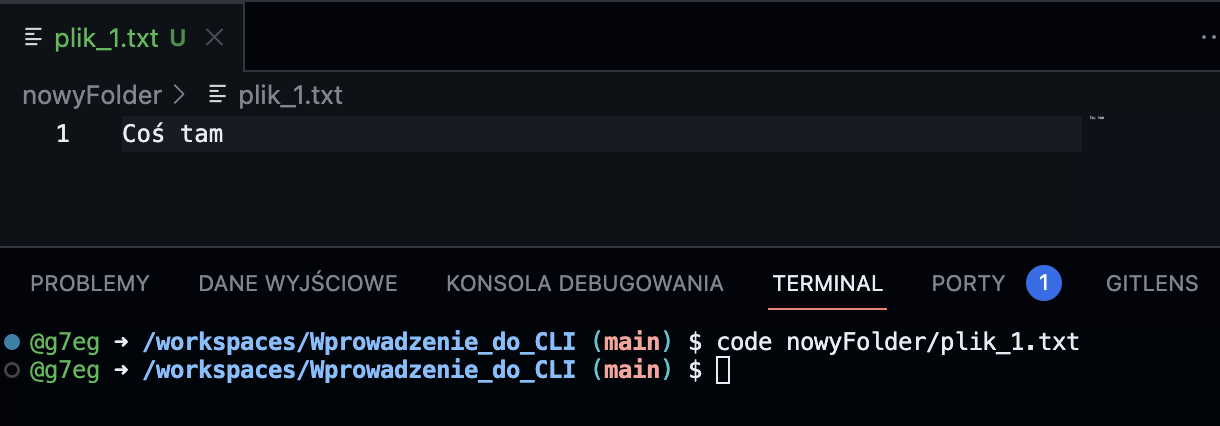 plik_1.txt U
nowyFolder > plik_1.txt
1 Coś tam
PROBLEMY DANE WYJŚCIOWE KONSOLA DEBUGOWANIA TERMINAL PORTY 1 GITLENS
@g7eg ➜ /workspaces/Wprowadzenie_do_CLI (main) $ code nowyFolder/plik_1.txt
@g7eg ➜ /workspaces/Wprowadzenie_do_CLI (main) $